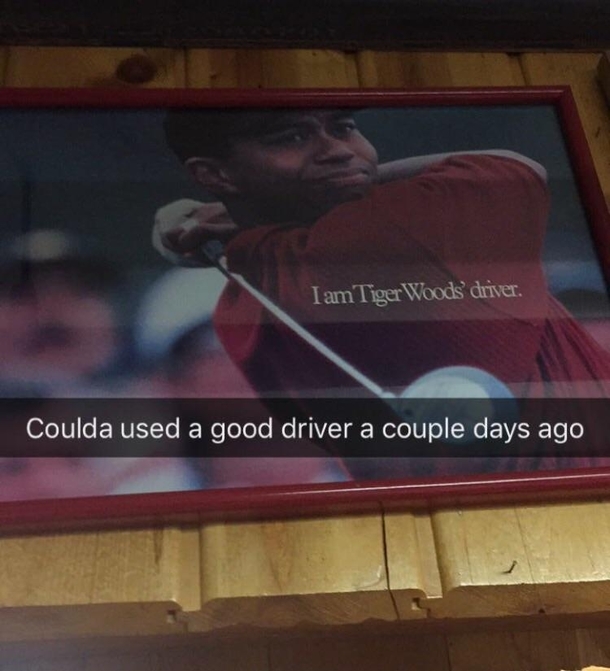 I am Tiger Woods' driver.
Coulda used a good driver a couple days ago